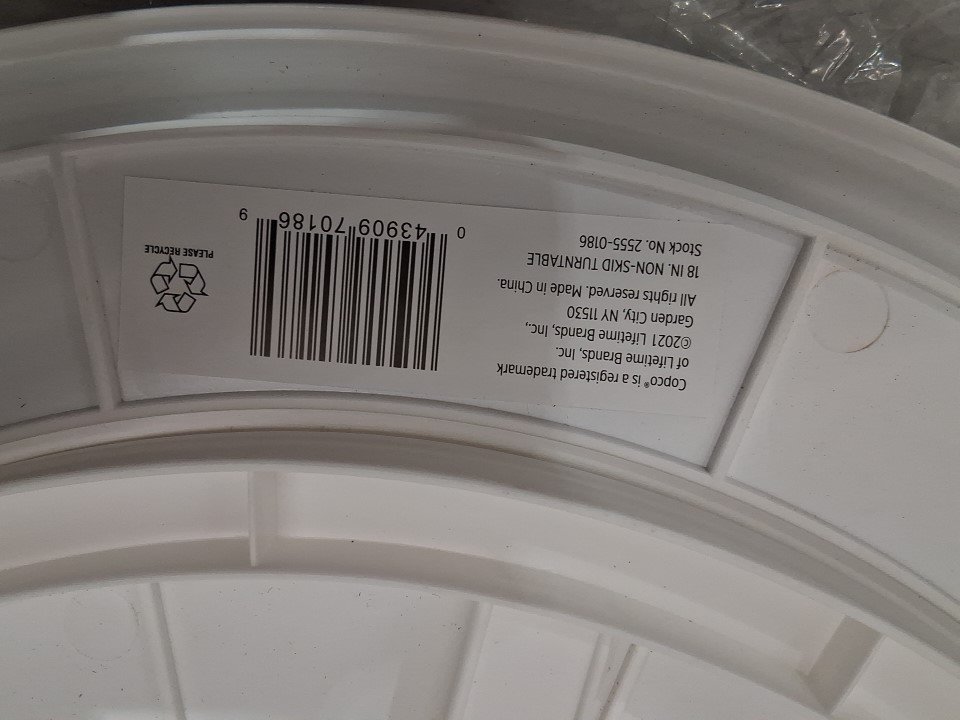 Copco® is a registered trademark
of Lifetime Brands, Inc.
©2021 Lifetime Brands, Inc.,
Garden City, NY 11530
All rights reserved. Made in China.
18 IN. NON-SKID TURNTABLE
Stock No. 2555-0186
0 43909 70186 9
PLEASE RECYCLE